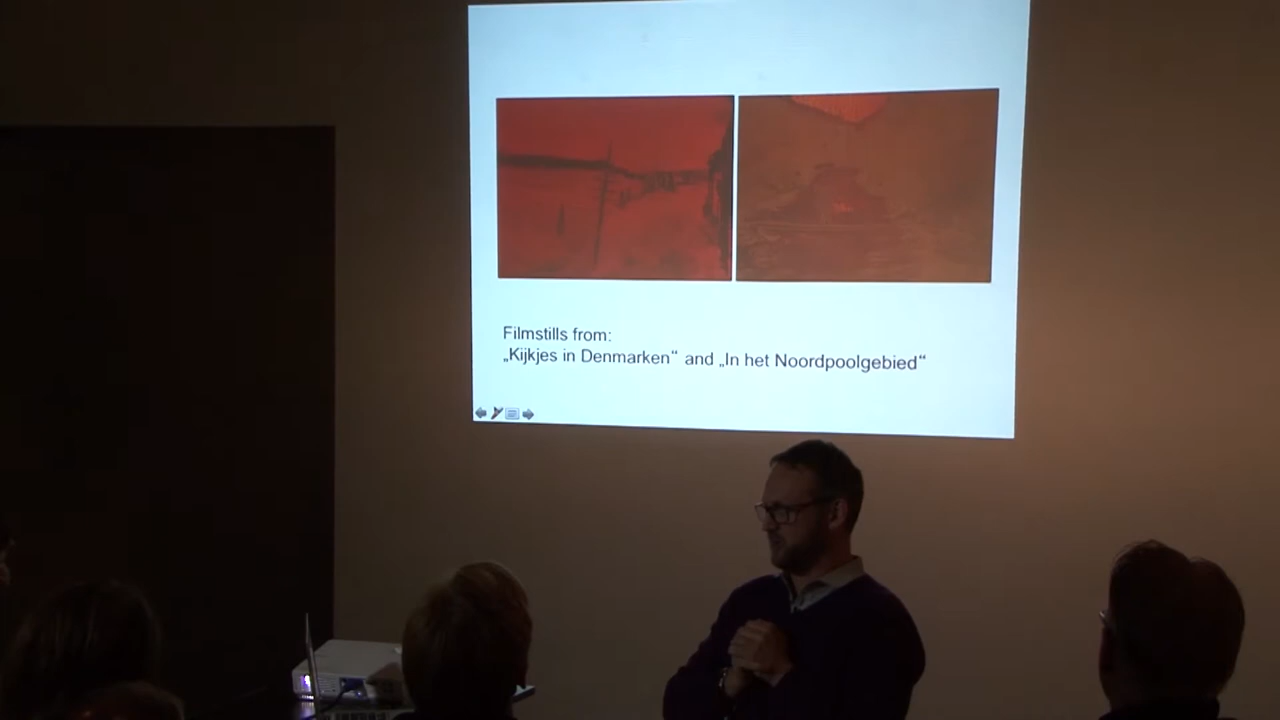 Filmstills from:
„Kijkjes in Denmarken“ and „In het Noordpoolgebied“